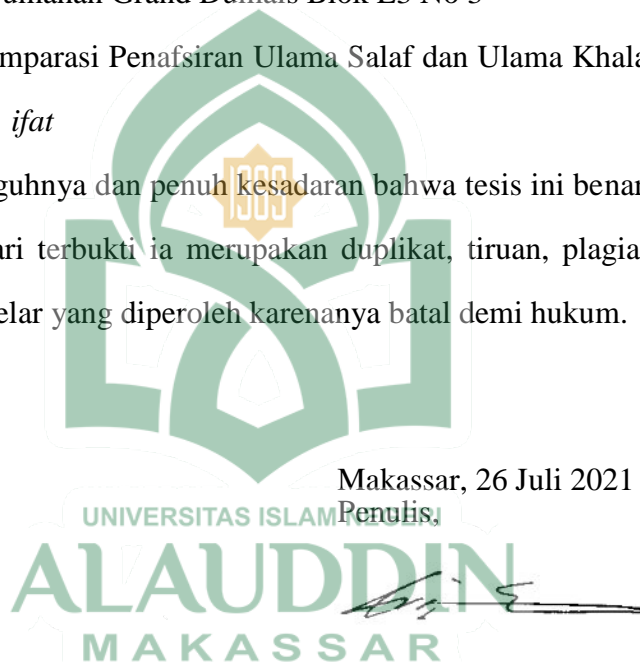 umahan Grand Dumais Blok E3 No 3
mparasi Penafsiran Ulama Salaf dan Ulama Khala
ifat
guhnya dan penuh kesadaran bahwa tesis ini benar
ari terbukti ia merupakan duplikat, tiruan, plagia
elar yang diperoleh karenanya batal demi hukum.
Makassar, 26 Juli 2021
Penulis,
UNIVERSITAS ISLAM NEGERI
ALAUDDIN
MAKASSAR